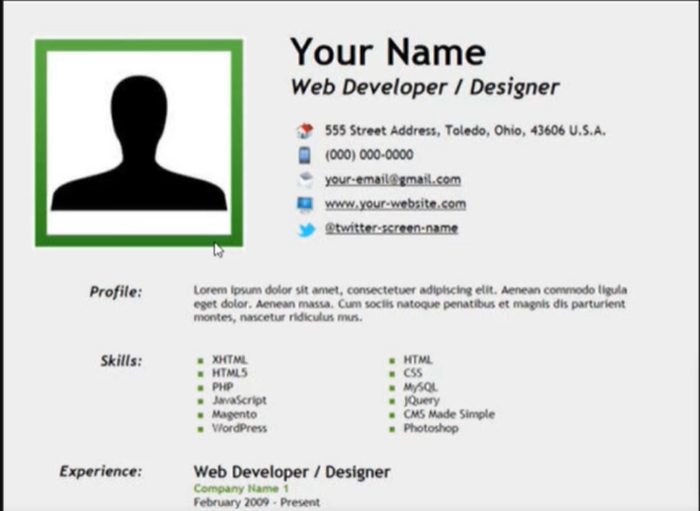 Your Name
Web Developer / Designer
555 Street Address, Toledo, Ohio, 43606 U.S.A.
(000) 000-0000
your-email@gmail.com
www.your-website.com
@twitter-screen-name
Profile:
Lorem ipsum dolor sit amet, consectetuer adipiscing elit. Aenean commodo ligula
eget dolor. Aenean massa. Cum sociis natoque penatibus et magnis dis parturient
montes, nascetur ridiculus mus.
Skills:
XHTML
HTML5
PHP
JavaScript
Magento
WordPress
HTML
CSS
MySQL
jQuery
CMS Made Simple
Photoshop
Experience:
Web Developer / Designer
Company Name 1
February 2009 - Present